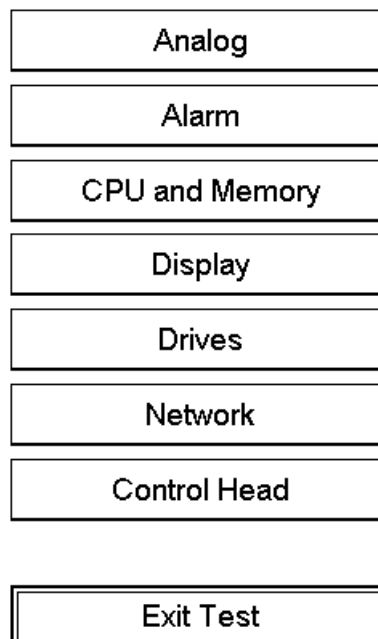 Analog
Alarm
CPU and Memory
Display
Drives
Network
Control Head
Exit Test